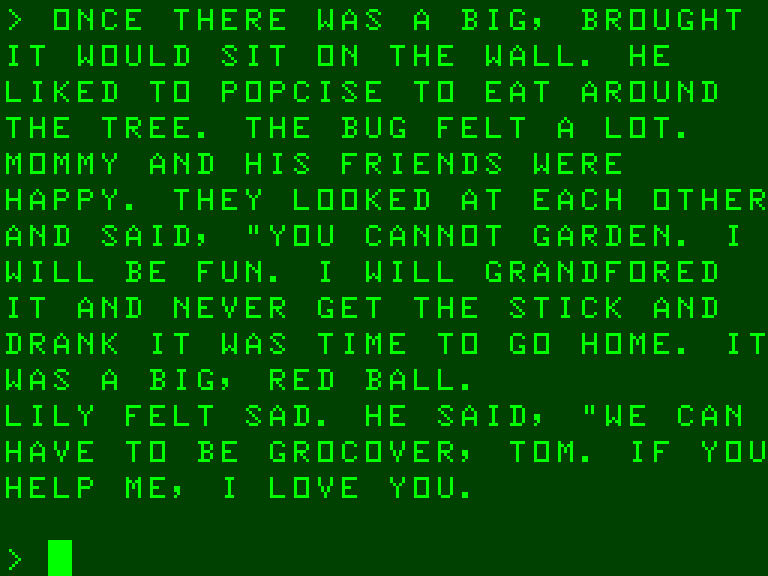 > ONCE THERE WAS A BIG, BROUGHT
IT WOULD SIT ON THE WALL. HE
LIKED TO POPCISE TO EAT AROUND
THE TREE. THE BUG FELT A LOT.
MOMMY AND HIS FRIENDS WERE
HAPPY. THEY LOOKED AT EACH OTHER
AND SAID, "YOU CANNOT GARDEN. I
WILL BE FUN. I WILL GRANDFORED
IT AND NEVER GET THE STICK AND
DRANK IT WAS TIME TO GO HOME. IT
WAS A BIG, RED BALL.
LILY FELT SAD. HE SAID, "WE CAN
HAVE TO BE GROCOVER, TOM. IF YOU
HELP ME, I LOVE YOU.
>